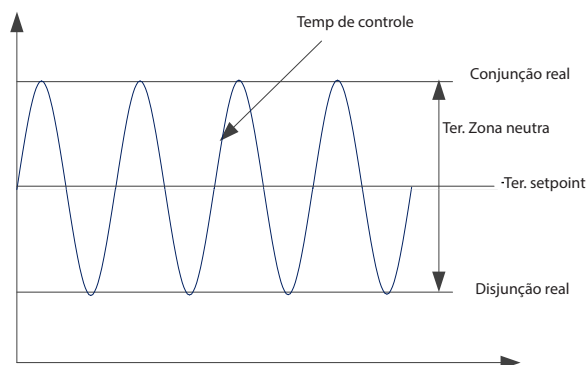 Temp de controle
Conjunção real
Ter. Zona neutra
-Ter. setpoint
Disjunção real